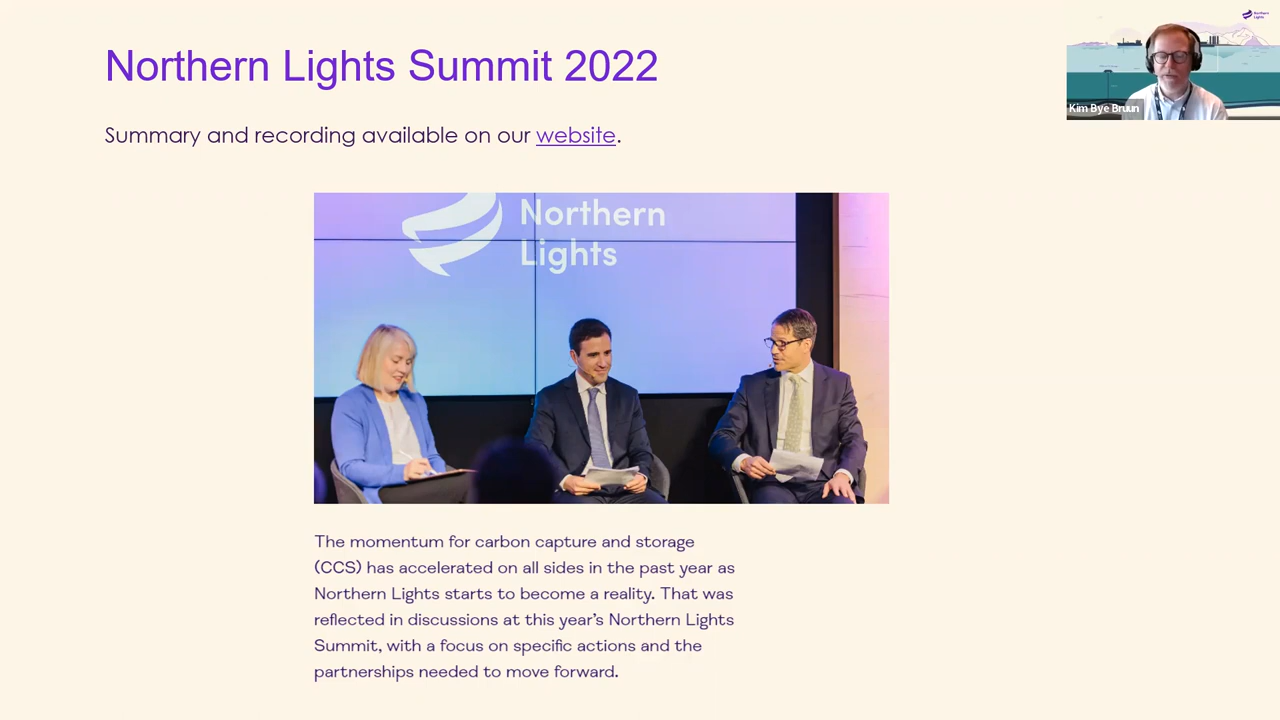 Northern Lights Summit 2022
Northern
Lights
Kim Bye Bruun
Summary and recording available on our website.
Northern
Lights
The momentum for carbon capture and storage
(CCS) has accelerated on all sides in the past year as
Northern Lights starts to become a reality. That was
reflected in discussions at this year’s Northern Lights
Summit, with a focus on specific actions and the
partnerships needed to move forward.